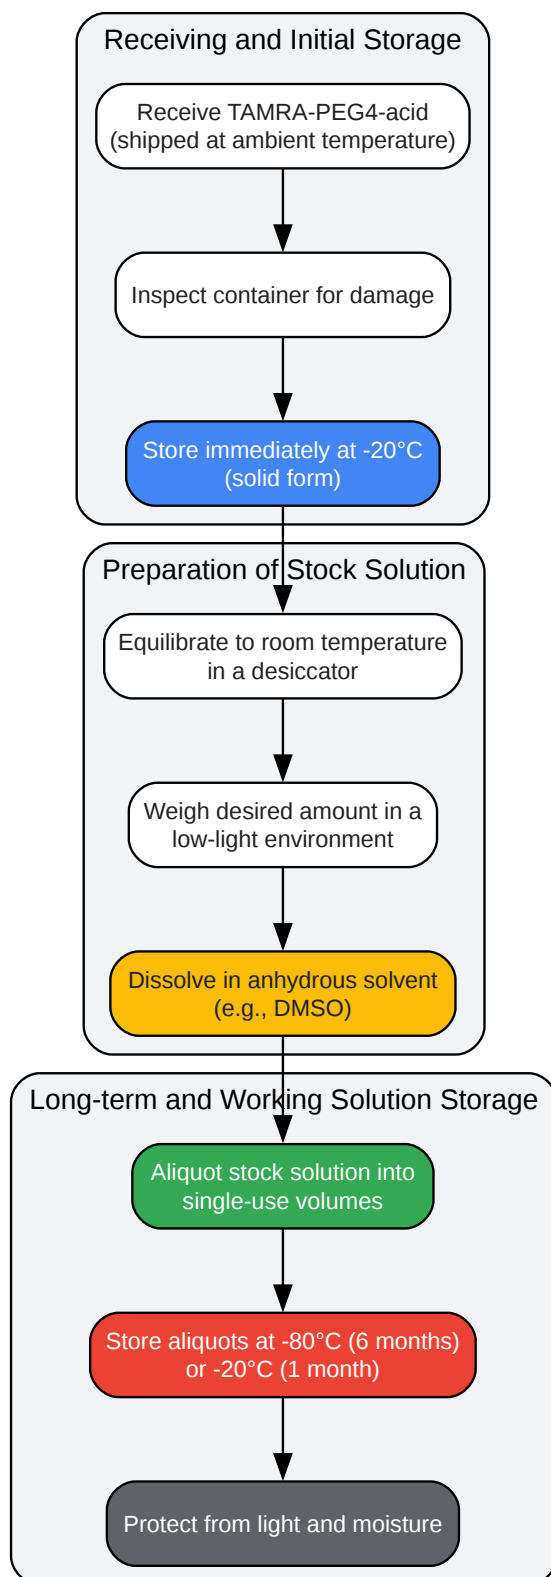 Receiving and Initial Storage
Receive TAMRA-PEG4-acid
(shipped at ambient temperature)
Inspect container for damage
Store immediately at -20°C
(solid form)
Preparation of Stock Solution
Equilibrate to room temperature
in a desiccator
Weigh desired amount in a
low-light environment
Dissolve in anhydrous solvent
(e.g., DMSO)
Long-term and Working Solution Storage
Aliquot stock solution into
single-use volumes
Store aliquots at -80°C (6 months)
or -20°C (1 month)
Protect from light and moisture